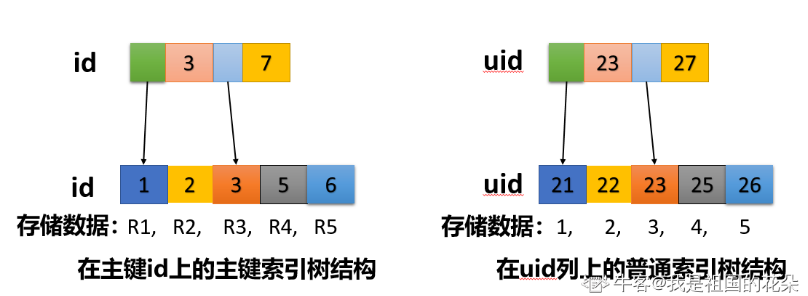 id 3 7
uid 23 27
id 1 2 3 5 6
uid 21 22 23 25 26
存储数据：R1, R2, R3, R4, R5
存储数据：1, 2, 3, 4, 5
在主键id上的主键索引树结构
在uid列上的普通索引树结构
牛客@我是祖国的花朵